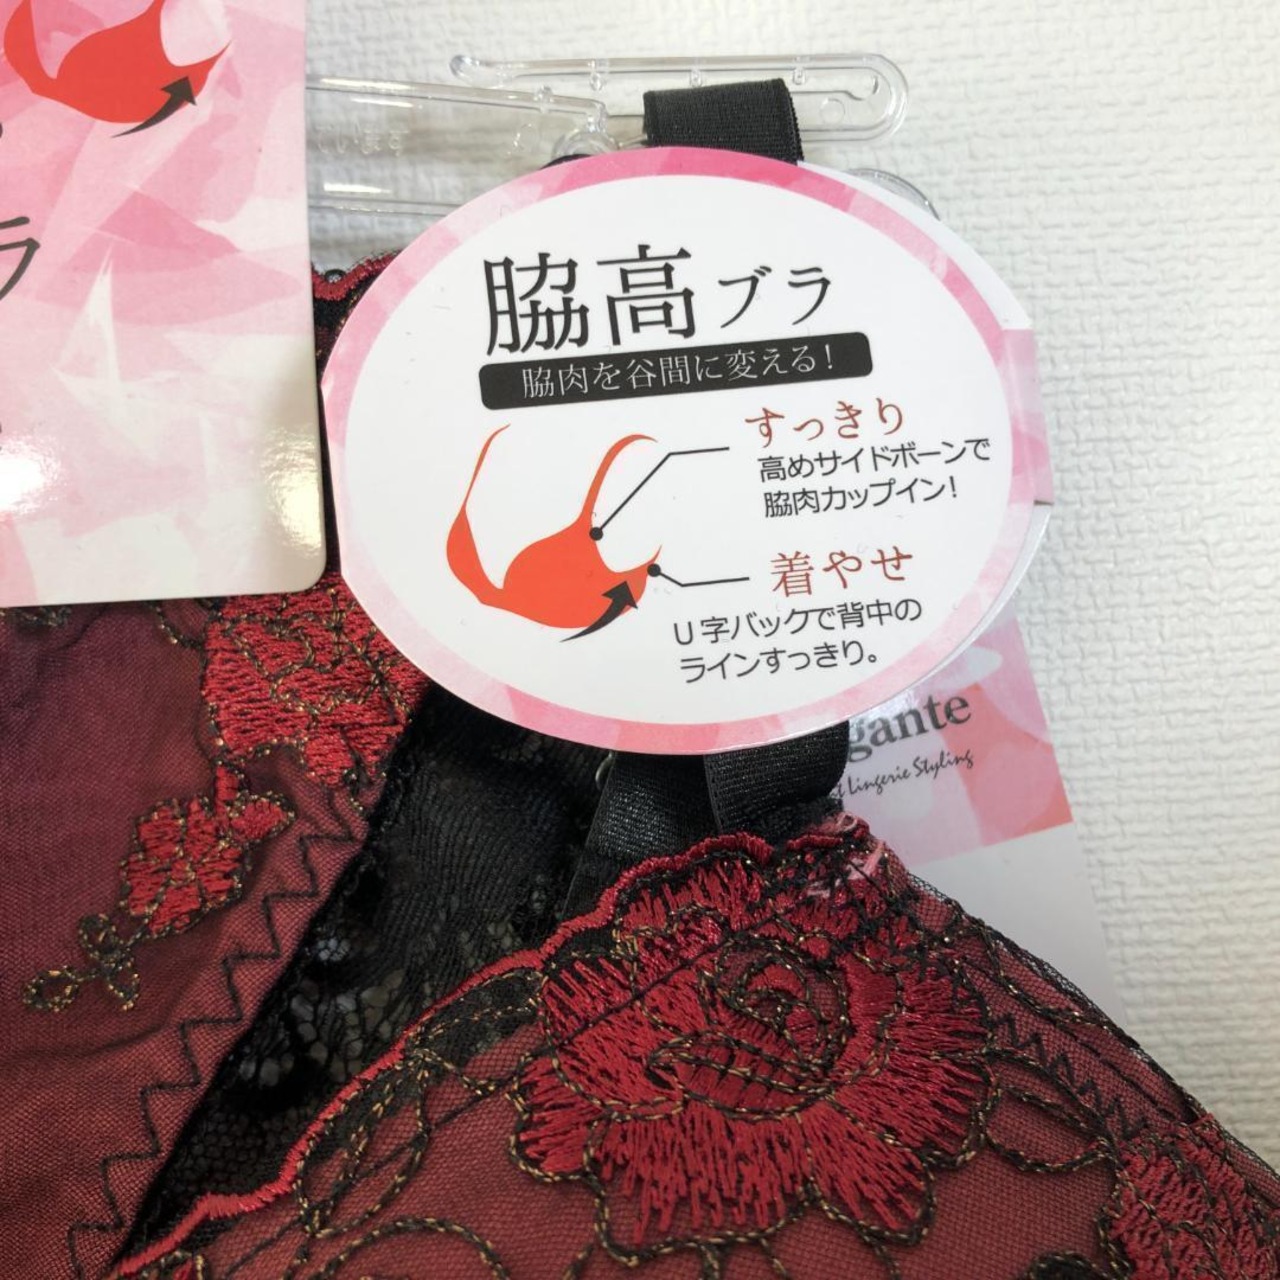 ラ
脇高ブラ
脇肉を谷間に変える!
すっきり
高めサイドボーンで
脇肉カップイン!
着やせ
U字バックで背中の
ラインすっきり。
gante
Lingerie Styling